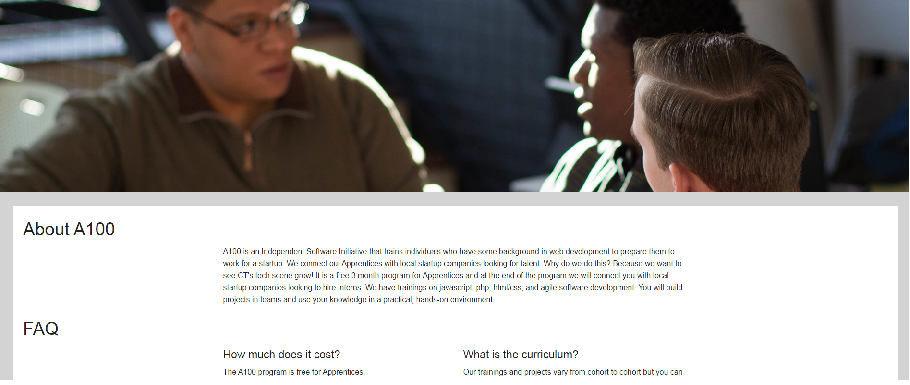 About A100
A100 is an Independent Software Initiative that trains individuals who have some background in web development to prepare them to
work for a startup. We connect our Apprentices with local startup companies looking for talent. Why do we do this? Because we want to
see CT's tech scene grow! It is a free 3 month program for Apprentices and at the end of the program we will connect you with local
startup companies looking to hire interns. We have trainings on javascript, php, html/css, and agile software development. You will build
projects in teams and use your knowledge in a practical, hands-on environment.
FAQ
How much does it cost?
The A100 program is free for Apprentices.
What is the curriculum?
Our trainings and projects vary from cohort to cohort but you can